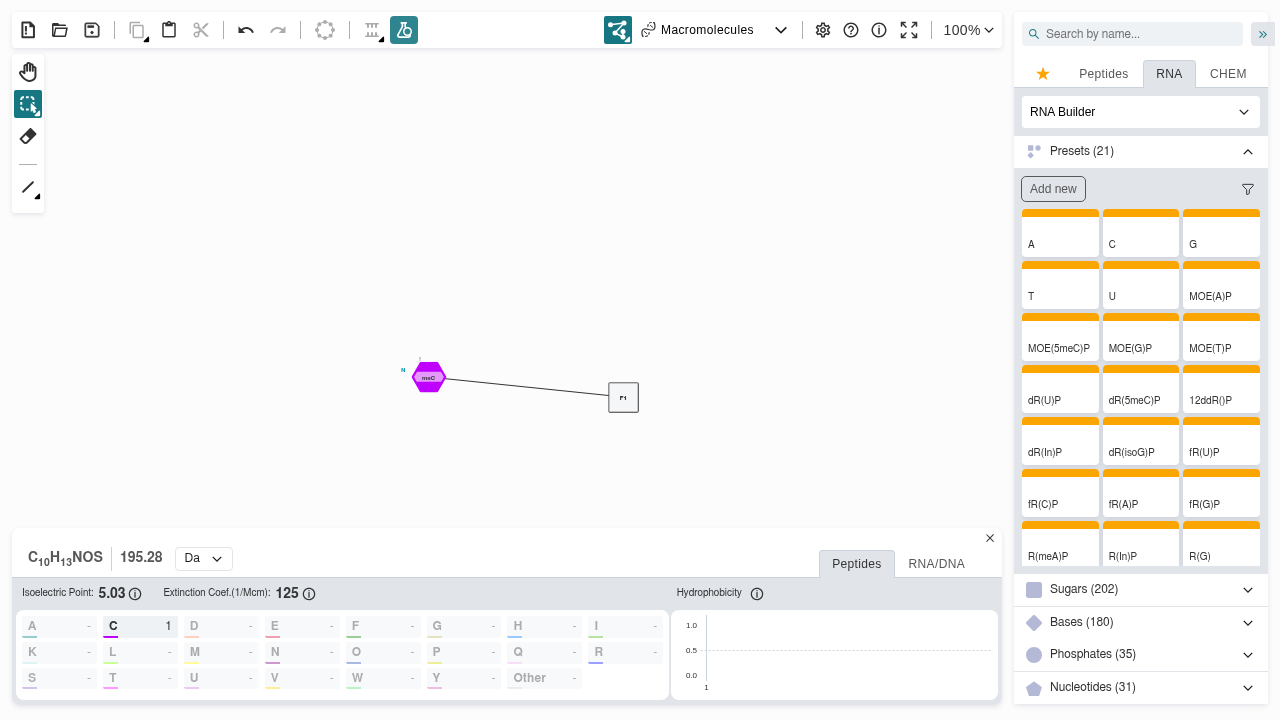 Macromolecules
100%
Search by name...
Peptides
RNA
CHEM
RNA Builder
Presets (21)
Add new
A
C
G
T
U
MOE(A)P
MOE(5meC)P
MOE(G)P
MOE(T)P
dR(U)P
dR(5meC)P
12ddR()P
dR(In)P
dR(isoG)P
fR(U)P
fR(C)P
fR(A)P
fR(G)P
R(meA)P
R(In)P
R(G)
Sugars (202)
Bases (180)
Phosphates (35)
Nucleotides (31)
1
N
meC
F1
C10H13NOS
195.28
Da
Peptides
RNA/DNA
Isoelectric Point: 5.03
Extinction Coef.(1/Mcm): 125
Hydrophobicity
A -
C 1
D -
E -
F -
G -
H -
I -
K -
L -
M -
N -
O -
P -
Q -
R -
S -
T -
U -
V -
W -
Y -
Other -
1.0
0.5
0.0
1